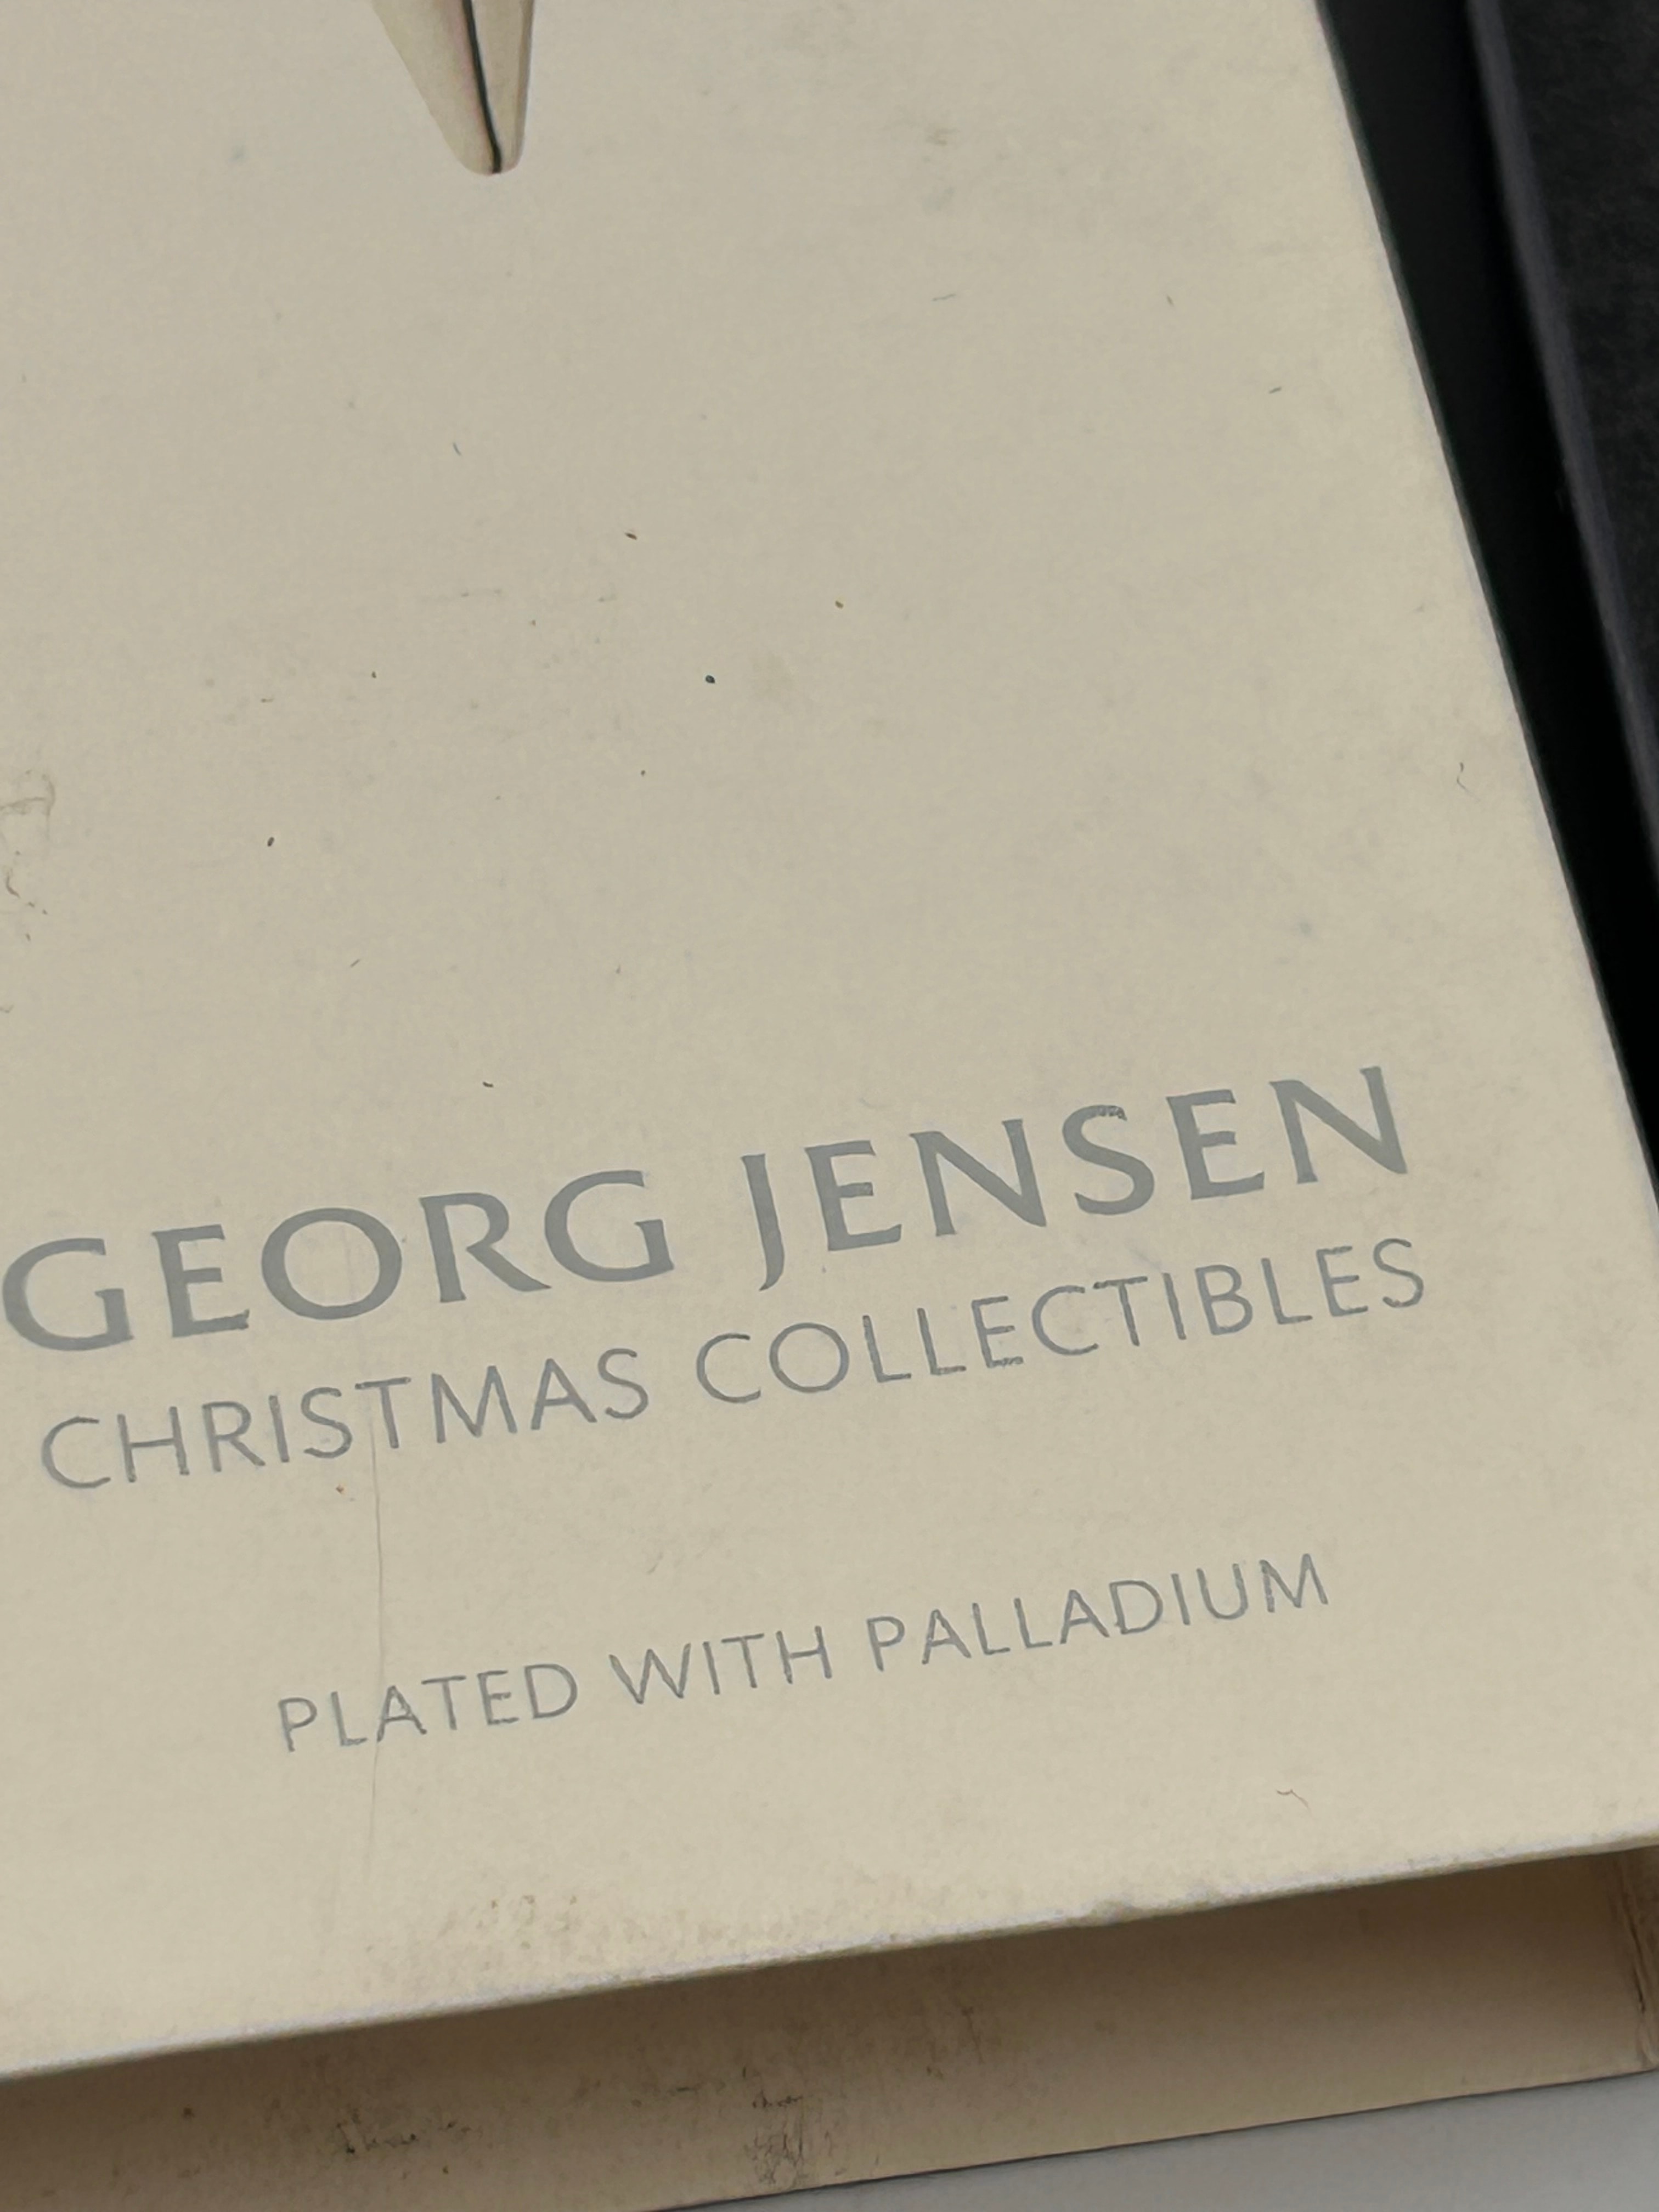 GEORG JENSEN
CHRISTMAS COLLECTIBLES
PLATED WITH PALLADIUM